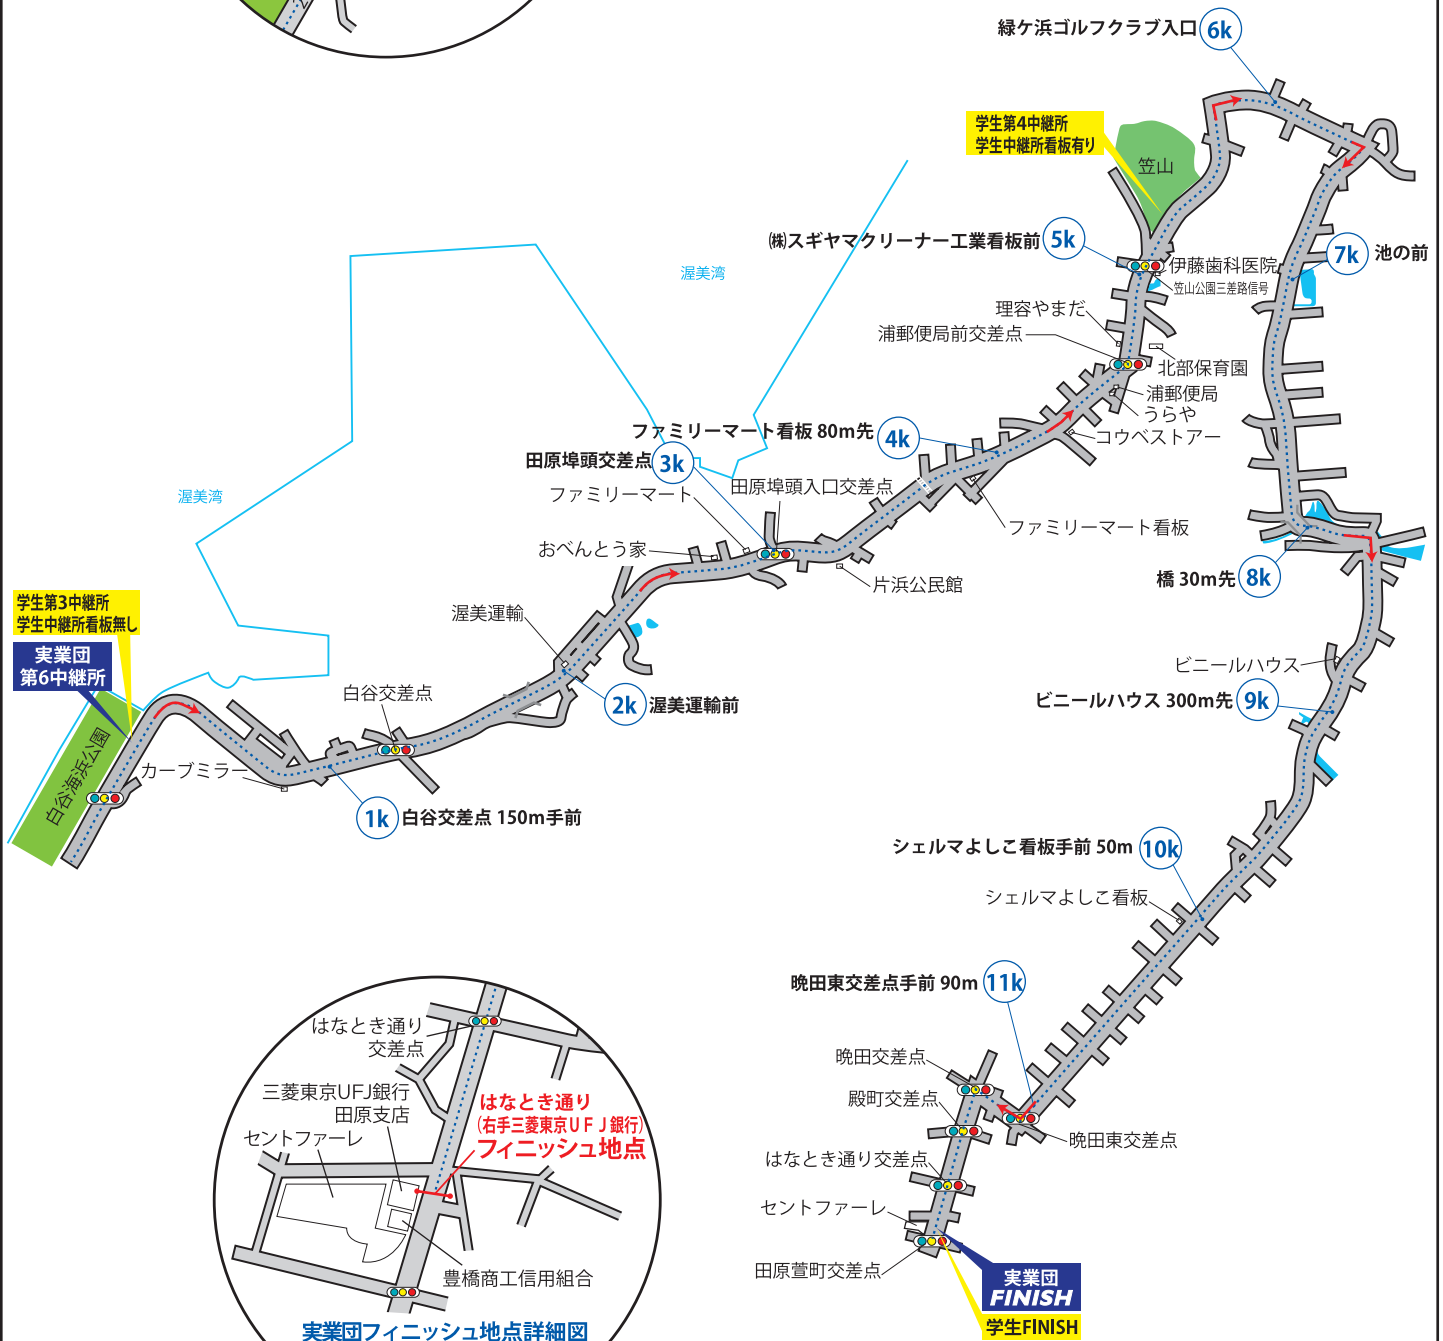 緑ケ浜ゴルフクラブ入口
6k
学生第4中継所
学生中継所看板有り
笠山
㈱スギヤマクリーナー工業看板前
5k
7k
池の前
渥美湾
伊藤歯科医院
笠山公園三差路信号
理容やまだ
浦郵便局前交差点
北部保育園
浦郵便局
うらや
コウベストアー
ファミリーマート看板 80m先
4k
田原埠頭交差点
3k
ファミリーマート
田原埠頭入口交差点
渥美湾
ファミリーマート看板
おべんとう家
片浜公民館
橋 30m先
8k
学生第3中継所
学生中継所看板無し
実業団
第6中継所
渥美運輸
白谷交差点
2k
渥美運輸前
ビニールハウス
ビニールハウス 300m先
9k
白谷海浜公園
カーブミラー
1k
白谷交差点 150m手前
シェルマよしこ看板手前 50m
10k
シェルマよしこ看板
晩田東交差点手前 90m
11k
晩田交差点
殿町交差点
晩田東交差点
はなとき通り交差点
セントファーレ
田原萱町交差点
実業団
FINISH
学生FINISH
はなとき通り
交差点
三菱東京UFJ銀行
田原支店
セントファーレ
はなとき通り
(右手三菱東京UFJ銀行)
フィニッシュ地点
豊橋商工信用組合
実業団フィニッシュ地点詳細図